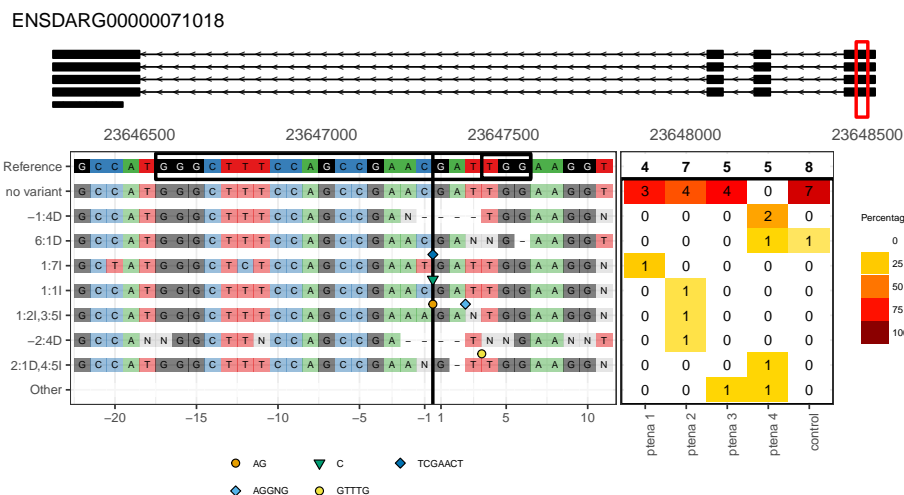 ENSDARG00000071018
23646500 23647000 23647500 23648000 23648500
Reference G C C A T G G G C T T T C C A G C C G A A C G A T T G G A A G G T 4 7 5 5 8
no variant G C C A T G G G C T T T C C A G C C G A A C G A T T G G A A G G T 3 4 4 0 7
−1:4D G C C A T G G G C T T T C C A G C C G A N - - - - T G G A A G G N 0 0 0 2 0
6:1D G C C A T G G G C T T T C C A G C C G A A C G A N N G - A A G G T 0 0 0 1 1
1:7I G C T A T G G G C T C T C C A G C C G A A T G A T T G G A A G G N 1 0 0 0 0
1:1I G C C A T G G G C T T T C C A G C C G A A C G A T T G G A A G G N 0 1 0 0 0
1:2I,3:5I G C C A T G G G C T T T C C A G C C G A A A G A N T G G A A G G N 0 1 0 0 0
−2:4D G C C A N N G G C T T N C C A G C C G A - - - - T N N G A A N N T 0 1 0 0 0
2:1D,4:5I G C C A T G G G C T T T C C A G C C G A A N G - T T G G A A G G N 0 0 0 1 0
Other 0 0 1 1 0
−20 −15 −10 −5 −1 1 5 10
ptena 1 ptena 2 ptena 3 ptena 4 control
Percentag
0
25
50
75
100
AG C TCGAACT
AGGNG GTTTG